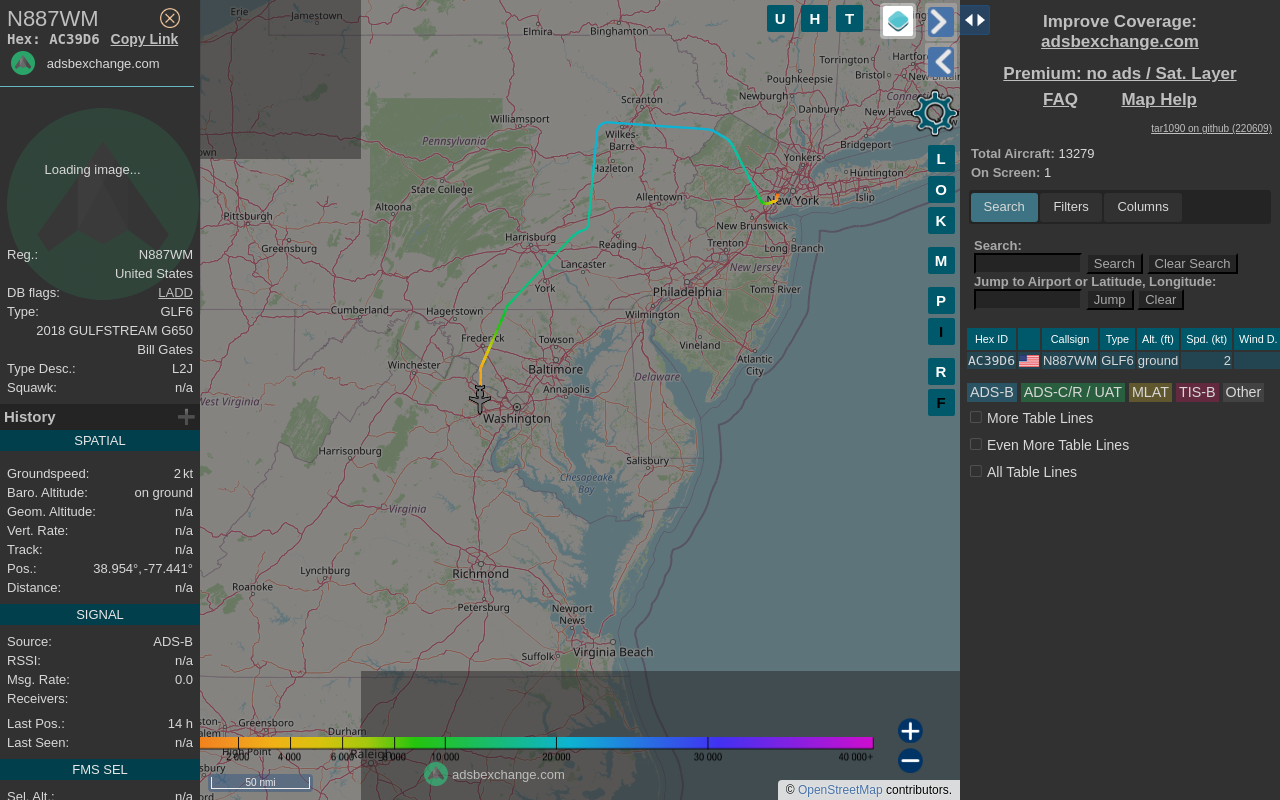 N887WM
Hex: AC39D6 Copy Link
adsbexchange.com
Loading image...
Reg.: N887WM
United States
DB flags: LADD
Type: GLF6
2018 GULFSTREAM G650
Bill Gates
Type Desc.: L2J
Squawk: n/a
History
SPATIAL
Groundspeed: 2 kt
Baro. Altitude: on ground
Geom. Altitude: n/a
Vert. Rate: n/a
Track: n/a
Pos.: 38.954°, -77.441°
Distance: n/a
SIGNAL
Source: ADS-B
RSSI: n/a
Msg. Rate: 0.0
Receivers:
Last Pos.: 14 h
Last Seen: n/a
FMS SEL
Sel. Alt.: n/a
U H T
L
O
K
M
P
I
R
F
Erie
Jamestown
Elmira
Binghamton
Torrington
Hartford
Bristol
Poughkeepsie
Newburgh
Danbury
New Haven
Connecticut
Scranton
Williamsport
Wilkes-
Barre
Pennsylvania
Hazleton
Bridgeport
Yonkers
Huntington
State College
Allentown
New York
Islip
Altoona
Pittsburgh
Greensburg
Harrisburg
Reading
New Brunswick
Trenton
Long Branch
Lancaster
New Jersey
York
Philadelphia
Toms River
Cumberland
Hagerstown
Wilmington
Frederick
Towson
Vineland
Winchester
Baltimore
Atlantic
City
Annapolis
Delaware
West Virginia
Washington
Harrisonburg
Salisbury
Chesapeake
Bay
Virginia
Lynchburg
Richmond
Roanoke
Petersburg
Newport
News
Suffolk
Virginia Beach
Greensboro
Durham
High Point
Raleigh
2 000 4 000 6 000 8 000 10 000 20 000 30 000 40 000+
adsbexchange.com
50 nmi
© OpenStreetMap contributors.
Improve Coverage:
adsbexchange.com
Premium: no ads / Sat. Layer
FAQ Map Help
tar1090 on github (220609)
Total Aircraft: 13279
On Screen: 1
Search Filters Columns
Search:
Search Clear Search
Jump to Airport or Latitude, Longitude:
Jump Clear
Hex ID Callsign Type Alt. (ft) Spd. (kt) Wind D.
AC39D6 N887WM GLF6 ground 2
ADS-B ADS-C/R / UAT MLAT TIS-B Other
More Table Lines
Even More Table Lines
All Table Lines